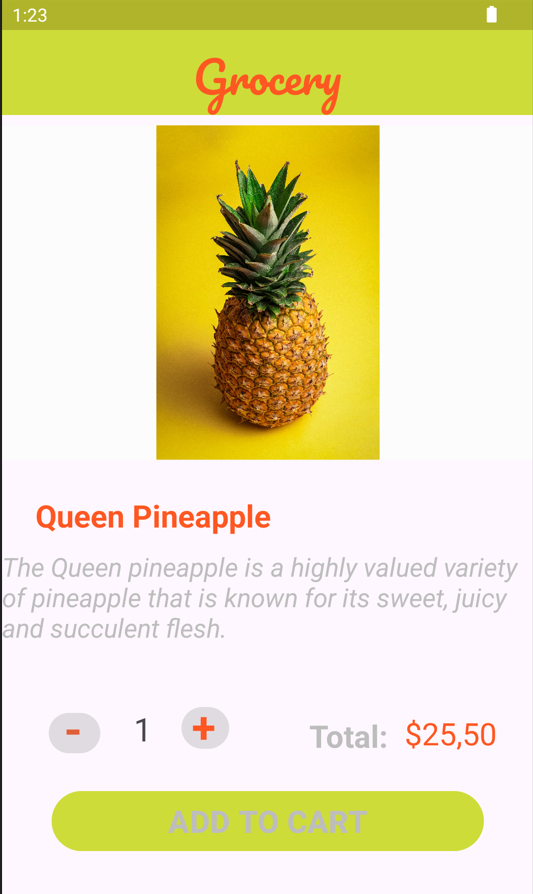 1:23
Grocery
Queen Pineapple
The Queen pineapple is a highly valued variety
of pineapple that is known for its sweet, juicy
and succulent flesh.
- 1 + Total: $25,50
ADD TO CART